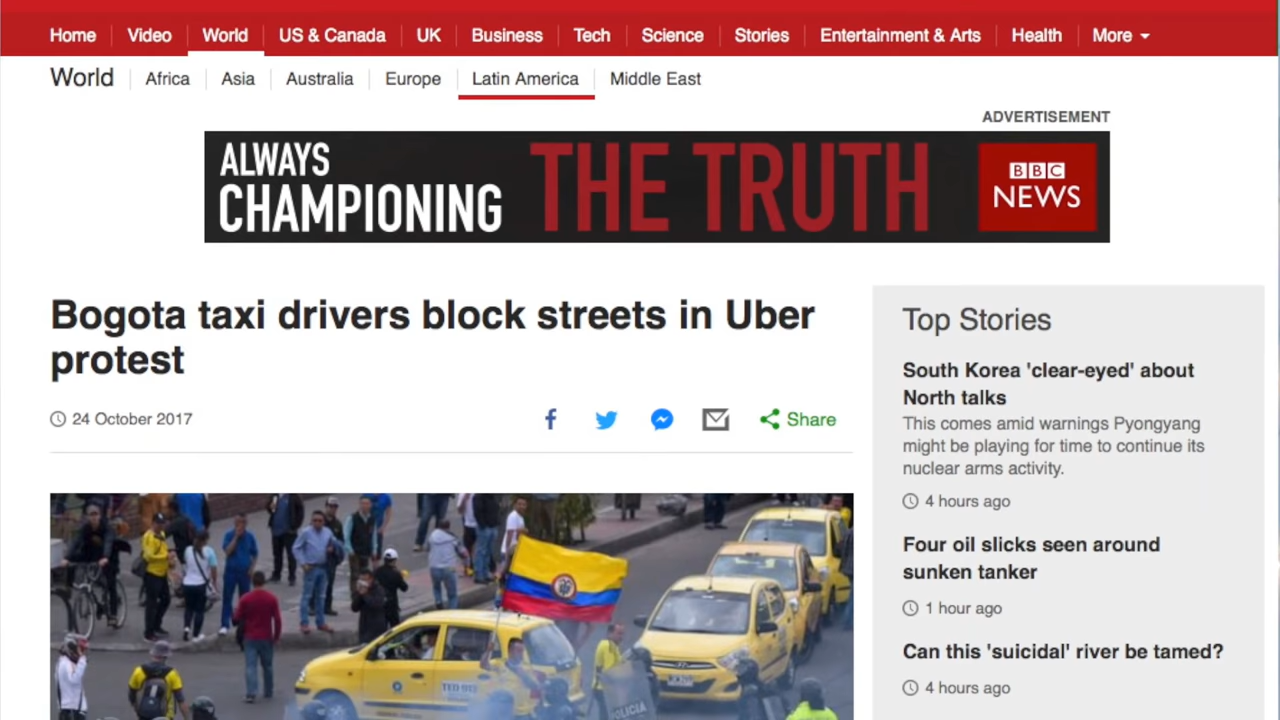 Home Video World US & Canada UK Business Tech Science Stories Entertainment & Arts Health More
World Africa Asia Australia Europe Latin America Middle East
ADVERTISEMENT
ALWAYS
CHAMPIONING
THE TRUTH
BBC
NEWS
Bogota taxi drivers block streets in Uber
protest
24 October 2017
Share
POLICIA
Top Stories
South Korea 'clear-eyed' about
North talks
This comes amid warnings Pyongyang
might be playing for time to continue its
nuclear arms activity.
4 hours ago
Four oil slicks seen around
sunken tanker
1 hour ago
Can this 'suicidal' river be tamed?
4 hours ago